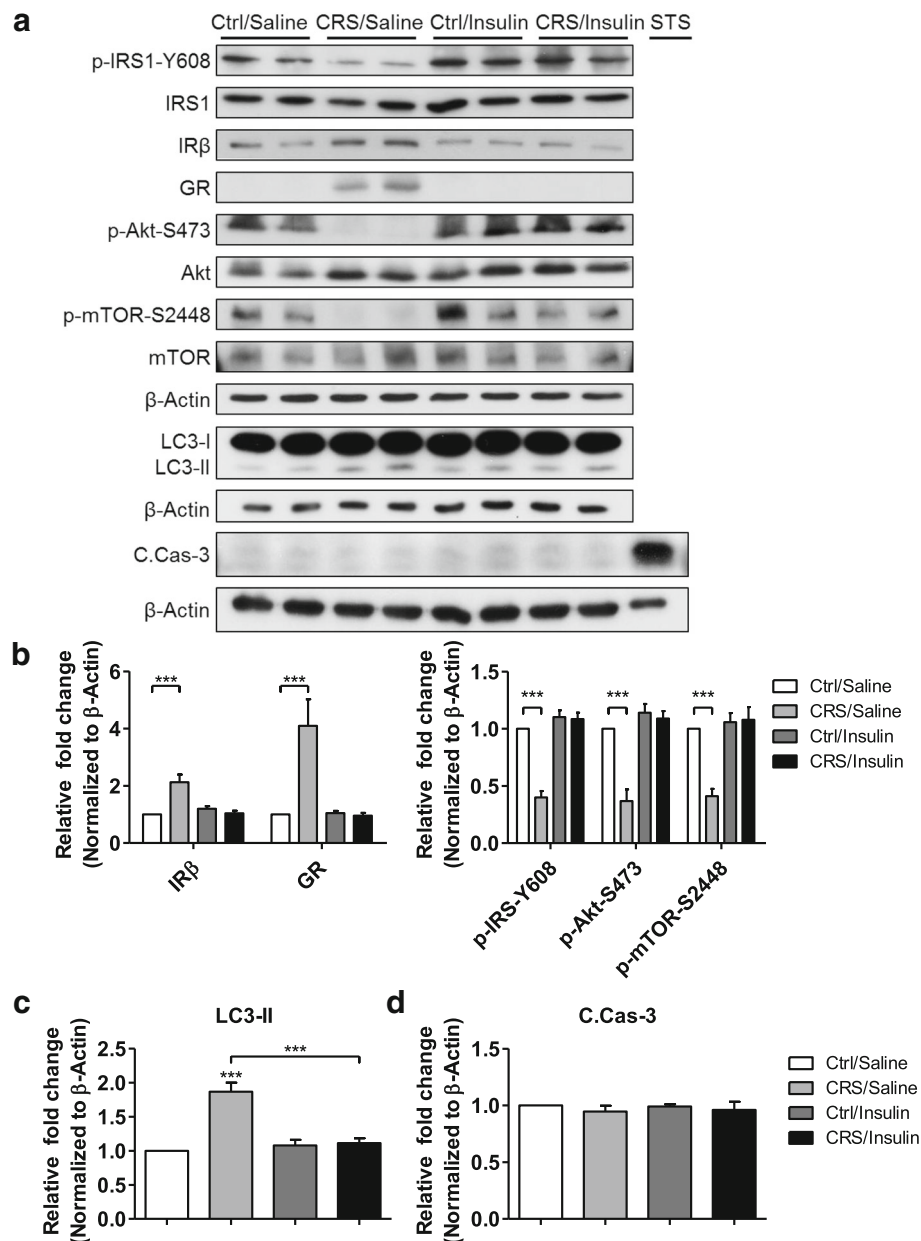 a
Ctrl/Saline CRS/Saline Ctrl/Insulin CRS/Insulin STS
p-IRS1-Y608
IRS1
IRβ
GR
p-Akt-S473
Akt
p-mTOR-S2448
mTOR
β-Actin
LC3-I
LC3-II
β-Actin
C.Cas-3
β-Actin
b
Relative fold change
(Normalized to β-Actin)
6
4
2
0
***
***
IRβ
GR
Relative fold change
(Normalized to β-Actin)
1.5
1.0
0.5
0.0
***
***
***
p-IRS-Y608
p-Akt-S473
p-mTOR-S2448
Ctrl/Saline
CRS/Saline
Ctrl/Insulin
CRS/Insulin
c
LC3-II
Relative fold change
(Normalized to β-Actin)
2.5
2.0
1.5
1.0
0.5
0.0
***
***
d
C.Cas-3
Relative fold change
(Normalized to β-Actin)
1.5
1.0
0.5
0.0
Ctrl/Saline
CRS/Saline
Ctrl/Insulin
CRS/Insulin